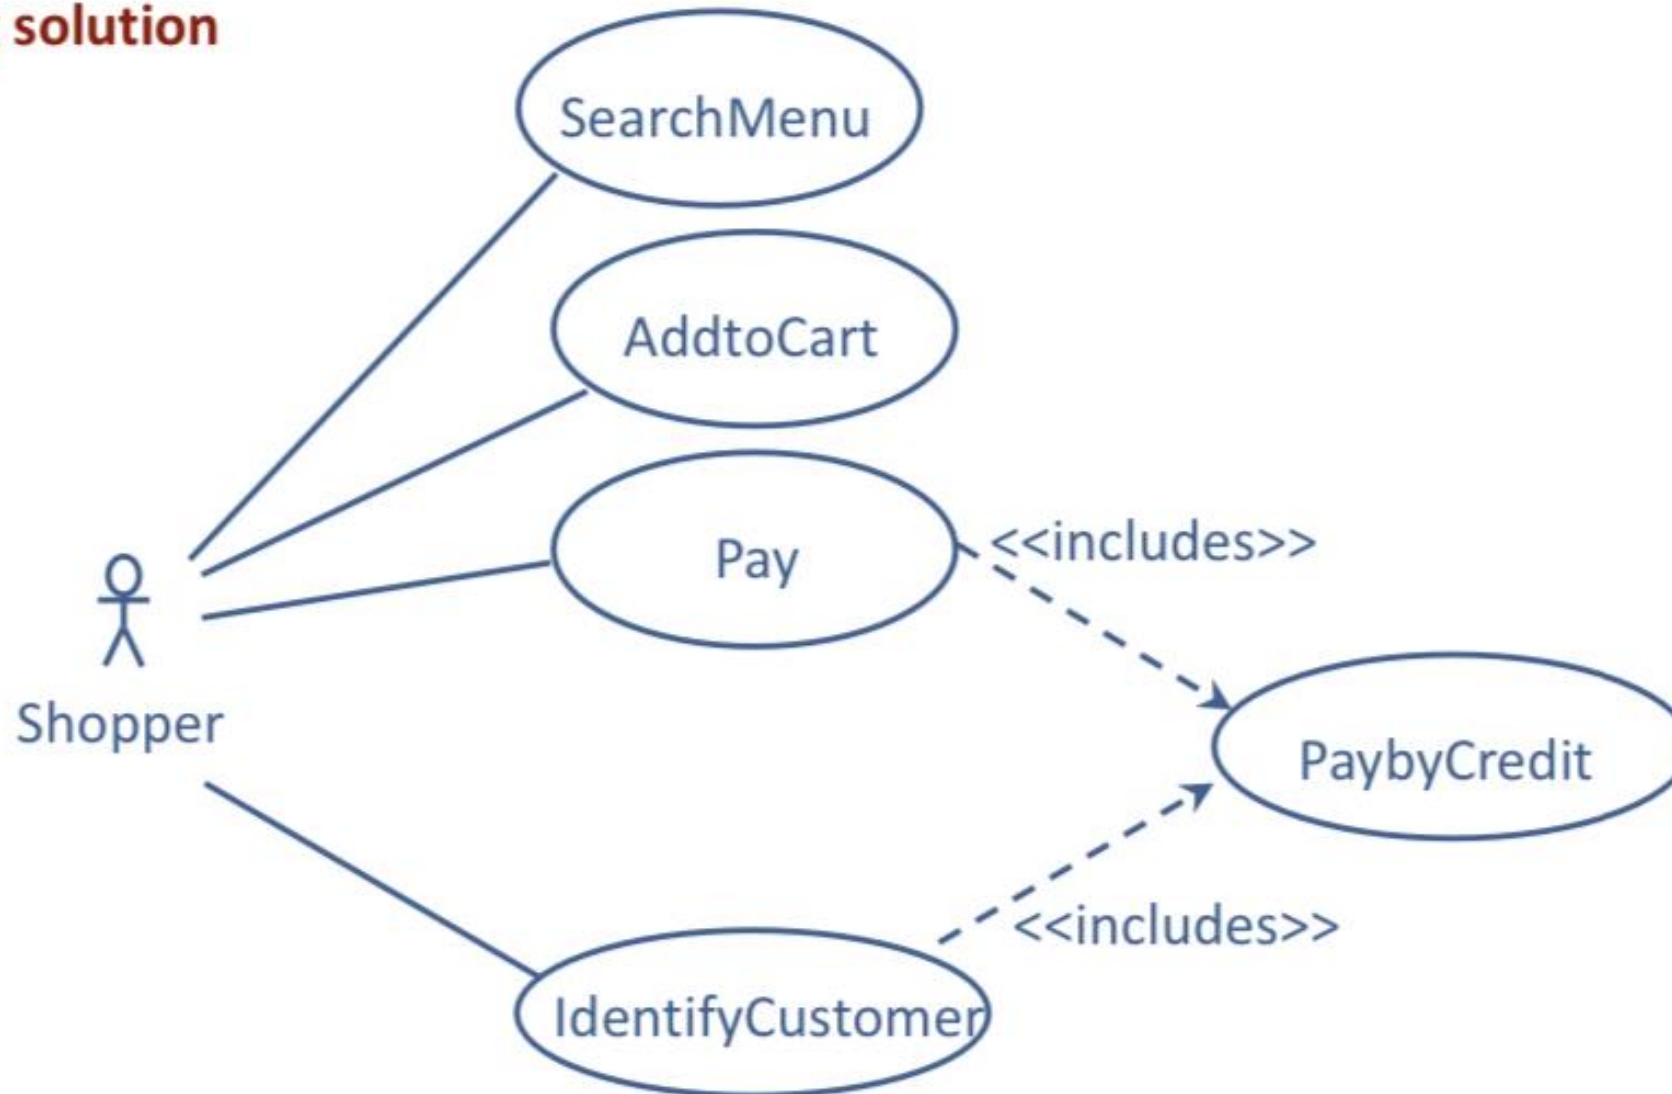 solution
SearchMenu
AddtoCart
Pay
<<includes>>
Shopper
PaybyCredit
<<includes>>
IdentifyCustomer